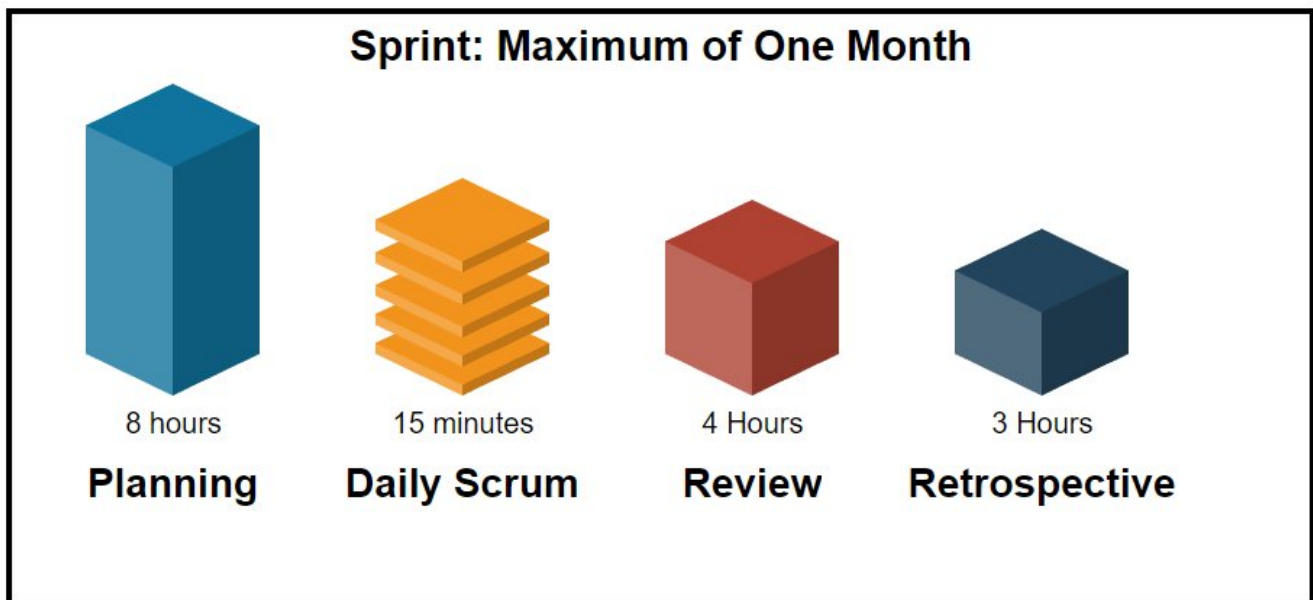 Sprint: Maximum of One Month
8 hours
15 minutes
4 Hours
3 Hours
Planning
Daily Scrum
Review
Retrospective